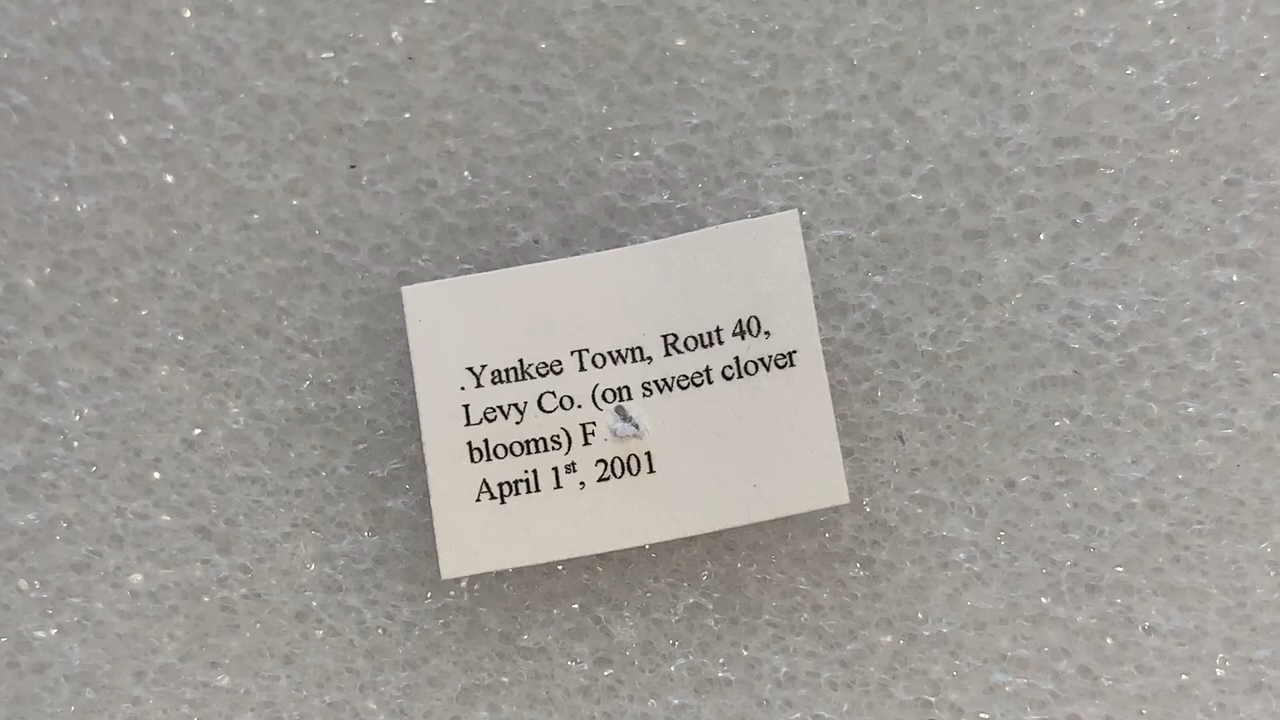 .Yankee Town, Rout 40,
Levy Co. (on sweet clover
blooms) F
April 1st, 2001